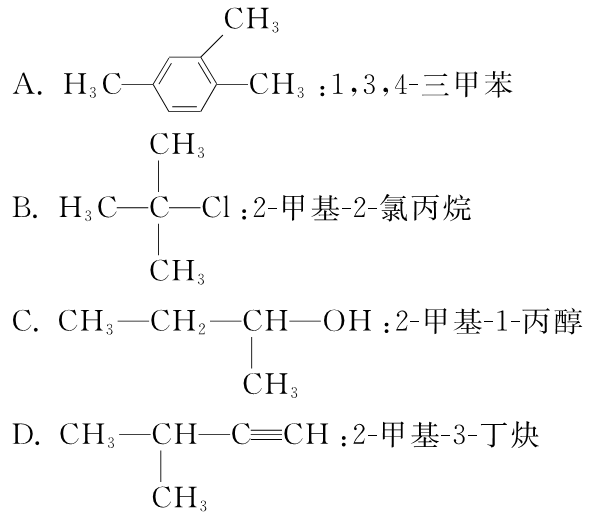 CH₃
A. H₃C CH₃ :1,3,4-三甲苯
CH₃
B. H₃C—C—Cl :2-甲基-2-氯丙烷
CH₃
C. CH₃—CH₂—CH—OH :2-甲基-1-丙醇
CH₃
D. CH₃—CH—C≡CH :2-甲基-3-丁炔
CH₃